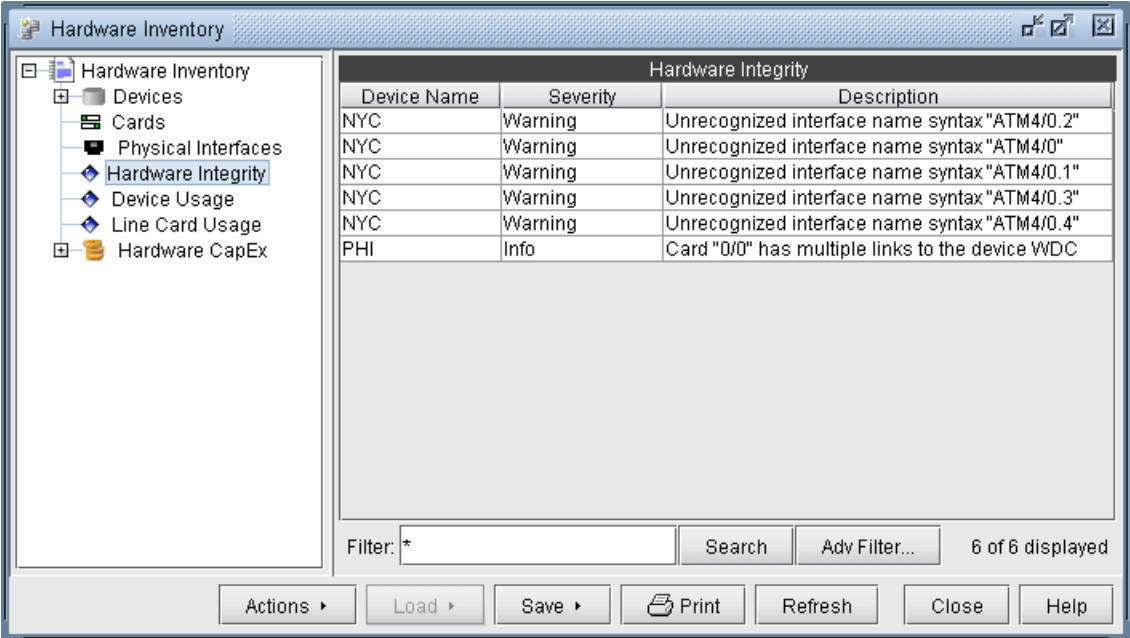 Hardware Inventory
Hardware Inventory
Devices
Cards
Physical Interfaces
Hardware Integrity
Device Usage
Line Card Usage
Hardware CapEx
Hardware Integrity
Device Name Severity Description
NYC Warning Unrecognized interface name syntax "ATM4/0.2"
NYC Warning Unrecognized interface name syntax "ATM4/0"
NYC Warning Unrecognized interface name syntax "ATM4/0.1"
NYC Warning Unrecognized interface name syntax "ATM4/0.3"
NYC Warning Unrecognized interface name syntax "ATM4/0.4"
PHI Info Card "0/0" has multiple links to the device WDC
Filter: * Search Adv Filter... 6 of 6 displayed
Actions Load Save Print Refresh Close Help